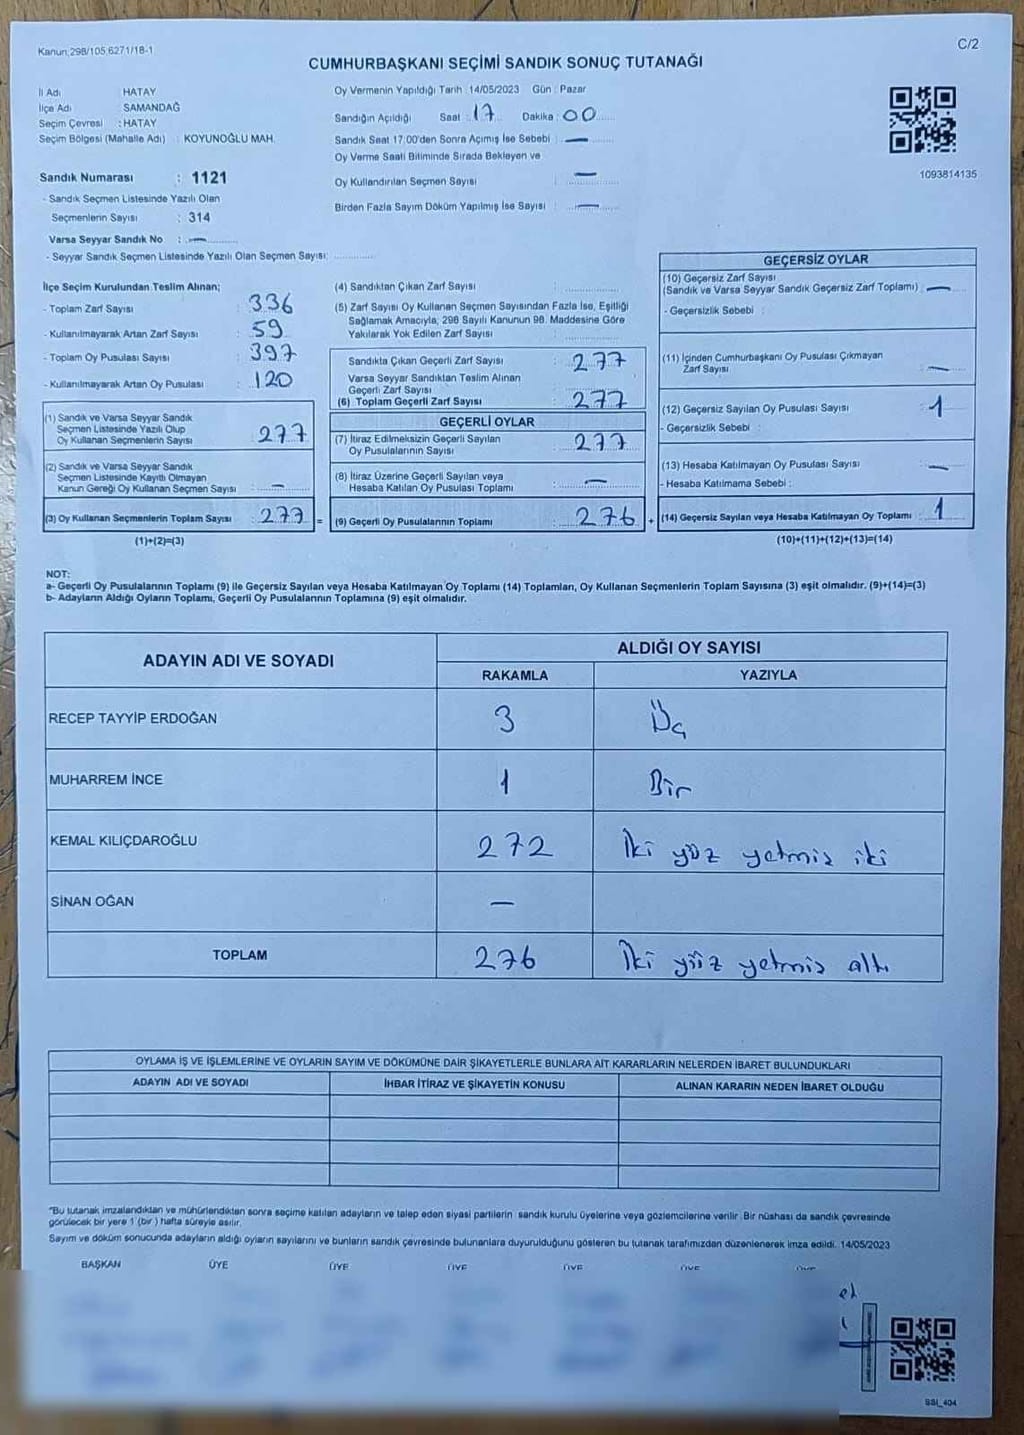 Kanun;298/105,6271/18-1
C/2
CUMHURBAŞKANI SEÇİMİ SANDIK SONUÇ TUTANAĞI
İl Adı HATAY
İlçe Adı : SAMANDAĞ
Seçim Çevresi : HATAY
Seçim Bölgesi (Mahalle Adı) : KOYUNOĞLU MAH.
Sandık Numarası : 1121
- Sandık Seçmen Listesinde Yazılı Olan
Seçmenlerin Sayısı : 314
Varsa Seyyar Sandık No : —
- Seyyar Sandık Seçmen Listesinde Yazılı Olan Seçmen Sayısı:
Oy Vermenin Yapıldığı Tarih :14/05/2023 Gün : Pazar
Sandığın Açıldığı Saat : 17 Dakika : 00
Sandık Saat 17:00'den Sonra Açılmış İse Sebebi : —
Oy Verme Saati Bitiminde Sırada Bekleyen ve
Oy Kullandırılan Seçmen Sayısı : —
Birden Fazla Sayım Döküm Yapılmış İse Sayısı : —
1093814135
İlçe Seçim Kurulundan Teslim Alınan;
- Toplam Zarf Sayısı : 336
- Kullanılmayarak Artan Zarf Sayısı : 59
- Toplam Oy Pusulası Sayısı : 397
- Kullanılmayarak Artan Oy Pusulası : 120
(1) Sandık ve Varsa Seyyar Sandık
Seçmen Listesinde Yazılı Olup
Oy Kullanan Seçmenlerin Sayısı : 277
(2) Sandık ve Varsa Seyyar Sandık
Seçmen Listesinde Kayıtlı Olmayan
Kanun Gereği Oy Kullanan Seçmen Sayısı : —
(3) Oy Kullanan Seçmenlerin Toplam Sayısı : 277 =
(1)+(2)=(3)
(4) Sandıktan Çıkan Zarf Sayısı :
(5) Zarf Sayısı Oy Kullanan Seçmen Sayısından Fazla İse, Eşitliği
Sağlamak Amacıyla; 298 Sayılı Kanunun 98. Maddesine Göre
Yakılarak Yok Edilen Zarf Sayısı :
Sandıkta Çıkan Geçerli Zarf Sayısı : 277
Varsa Seyyar Sandıktan Teslim Alınan
Geçerli Zarf Sayısı :
(6) Toplam Geçerli Zarf Sayısı : 277
GEÇERLİ OYLAR
(7) İtiraz Edilmeksizin Geçerli Sayılan
Oy Pusulalarının Sayısı : 277
(8) İtiraz Üzerine Geçerli Sayılan veya
Hesaba Katılan Oy Pusulası Toplamı : —
(9) Geçerli Oy Pusulalarının Toplamı : 276 +
GEÇERSİZ OYLAR
(10) Geçersiz Zarf Sayısı
(Sandık ve Varsa Seyyar Sandık Geçersiz Zarf Toplamı) : —
- Geçersizlik Sebebi :
(11) İçinden Cumhurbaşkanı Oy Pusulası Çıkmayan
Zarf Sayısı : —
(12) Geçersiz Sayılan Oy Pusulası Sayısı : 1
- Geçersizlik Sebebi :
(13) Hesaba Katılmayan Oy Pusulası Sayısı : —
- Hesaba Katılmama Sebebi :
(14) Geçersiz Sayılan veya Hesaba Katılmayan Oy Toplamı : 1
(10)+(11)+(12)+(13)=(14)
NOT:
a- Geçerli Oy Pusulalarının Toplamı (9) ile Geçersiz Sayılan veya Hesaba Katılmayan Oy Toplamı (14) Toplamları, Oy Kullanan Seçmenlerin Toplam Sayısına (3) eşit olmalıdır. (9)+(14)=(3)
b- Adayların Aldığı Oyların Toplamı, Geçerli Oy Pusulalarının Toplamına (9) eşit olmalıdır.
ADAYIN ADI VE SOYADI
ALDIĞI OY SAYISI
RAKAMLA YAZIYLA
RECEP TAYYİP ERDOĞAN 3 Üç
MUHARREM İNCE 1 Bir
KEMAL KILIÇDAROĞLU 272 İki yüz yetmiş iki
SİNAN OĞAN —
TOPLAM 276 İki yüz yetmiş altı
OYLAMA İŞ VE İŞLEMLERİNE VE OYLARIN SAYIM VE DÖKÜMÜNE DAİR ŞİKAYETLERLE BUNLARA AİT KARARLARIN NELERDEN İBARET BULUNDUKLARI
ADAYIN ADI VE SOYADI İHBAR İTİRAZ VE ŞİKAYETİN KONUSU ALINAN KARARIN NEDEN İBARET OLDUĞU
"Bu tutanak imzalandıktan ve mühürlendikten sonra seçime katılan adayların ve talep eden siyasi partilerin sandık kurulu üyelerine veya gözlemcilerine verilir. Bir nüshası da sandık çevresinde
görülecek bir yere 1 (bir ) hafta süreyle asılır.
Sayım ve döküm sonucunda adayların aldığı oyların sayılarını ve bunların sandık çevresinde bulunanlara duyurulduğunu gösteren bu tutanak tarafımızdan düzenlenerek imza edildi. 14/05/2023
BAŞKAN ÜYE ÜYE ÜYE ÜYE ÜYE ÜYE
SSI_404